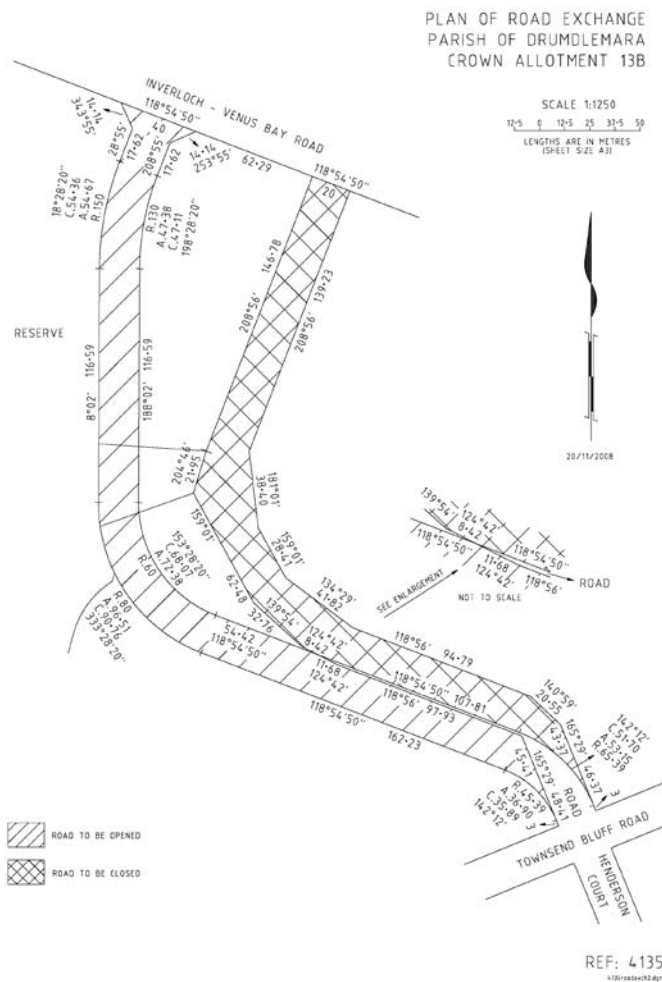 PLAN OF ROAD EXCHANGE
PARISH OF DRUMDLEMARA
CROWN ALLOTMENT 13B
SCALE 1:1250
12·5 0 12·5 25 37·5 50
LENGTHS ARE IN METRES
(SHEET SIZE A3)
INVERLOCH - VENUS BAY ROAD
118°54'50"
40
14·14
343°55'
28°55'
17·62
208°55'
17·62
14·14
253°55'
62·29
118°54'50"
20
18°28'20"
C.54·36
A.54·67
R.150
R.130
A.47·38
C.47·11
198°28'20"
146·78
208°56'
139·23
208°56'
RESERVE
116·59
8°02'
116·59
188°02'
20/11/2008
204°46'
21·95
181°01'
38·40
159°01'
159°01'
28·41
62·48
153°28'20"
C.68·07
A.72·38
R.60
R.80
A.96·51
C.90·76
333°28'20"
134°29'
41·82
139°54'
32·76
124°42'
8·42
54·42
118°54'50"
11·68
124°42'
118°56' 94·79
118°54'50" 107·81
118°56' 97·93
118°54'50"
162·23
139°54'
124°42'
8·42
118°54'50"
118°54'50"
11·68
124°42'
118°56'
ROAD
SEE ENLARGEMENT
NOT TO SCALE
140°59'
20·55
165°29'
43·37
46·37
142°12'
C.51·70
A.53·15
R.65·39
165°29'
45·41
48·41
ROAD
3
R.45·39
A.36·90
C.35·89
142°12'
3
TOWNSEND BLUFF ROAD
HENDERSON
COURT
ROAD TO BE OPENED
ROAD TO BE CLOSED
REF: 4135